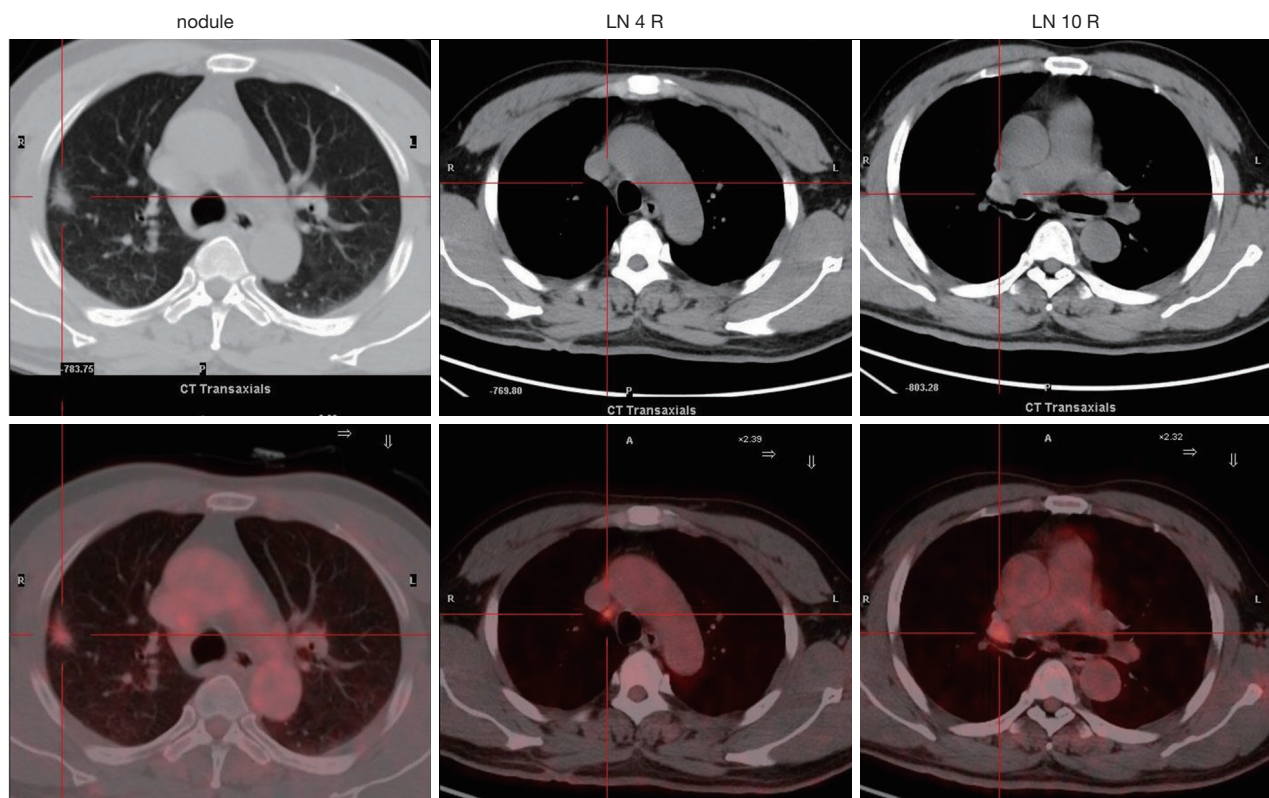 nodule
LN 4 R
LN 10 R
R
L
-783.75
P
CT Transaxials
R
L
-769.80
P
CT Transaxials
R
L
-803.28
P
CT Transaxials
⇒
⇓
R
L
A
×2.39
⇒
⇓
R
L
A
×2.32
⇒
⇓
R
L